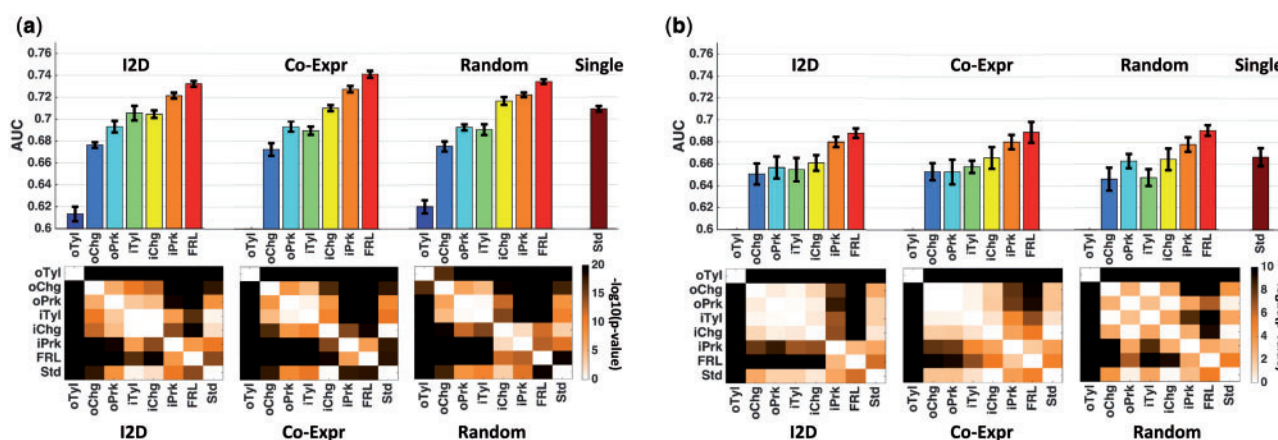 (a)
0.76
0.74
0.72
0.7
0.68
0.66
0.64
0.62
0.6
AUC
I2D Co-Expr Random Single
oTyl oChg oPrk iTyl iChg iPrk FRL
oTyl oChg oPrk iTyl iChg iPrk FRL
oTyl oChg oPrk iTyl iChg iPrk FRL
Std
oTyl
oChg
oPrk
iTyl
iChg
iPrk
FRL
Std
oTyl oChg oPrk iTyl iChg iPrk FRL Std
oTyl oChg oPrk iTyl iChg iPrk FRL Std
oTyl oChg oPrk iTyl iChg iPrk FRL Std
20
15
10
5
0
-log10(p-value)
I2D Co-Expr Random
(b)
0.76
0.74
0.72
0.7
0.68
0.66
0.64
0.62
0.6
AUC
I2D Co-Expr Random Single
oTyl oChg oPrk iTyl iChg iPrk FRL
oTyl oChg oPrk iTyl iChg iPrk FRL
oTyl oChg oPrk iTyl iChg iPrk FRL
Std
oTyl
oChg
oPrk
iTyl
iChg
iPrk
FRL
Std
oTyl oChg oPrk iTyl iChg iPrk FRL Std
oTyl oChg oPrk iTyl iChg iPrk FRL Std
oTyl oChg oPrk iTyl iChg iPrk FRL Std
10
8
6
4
2
0
I2D Co-Expr Random